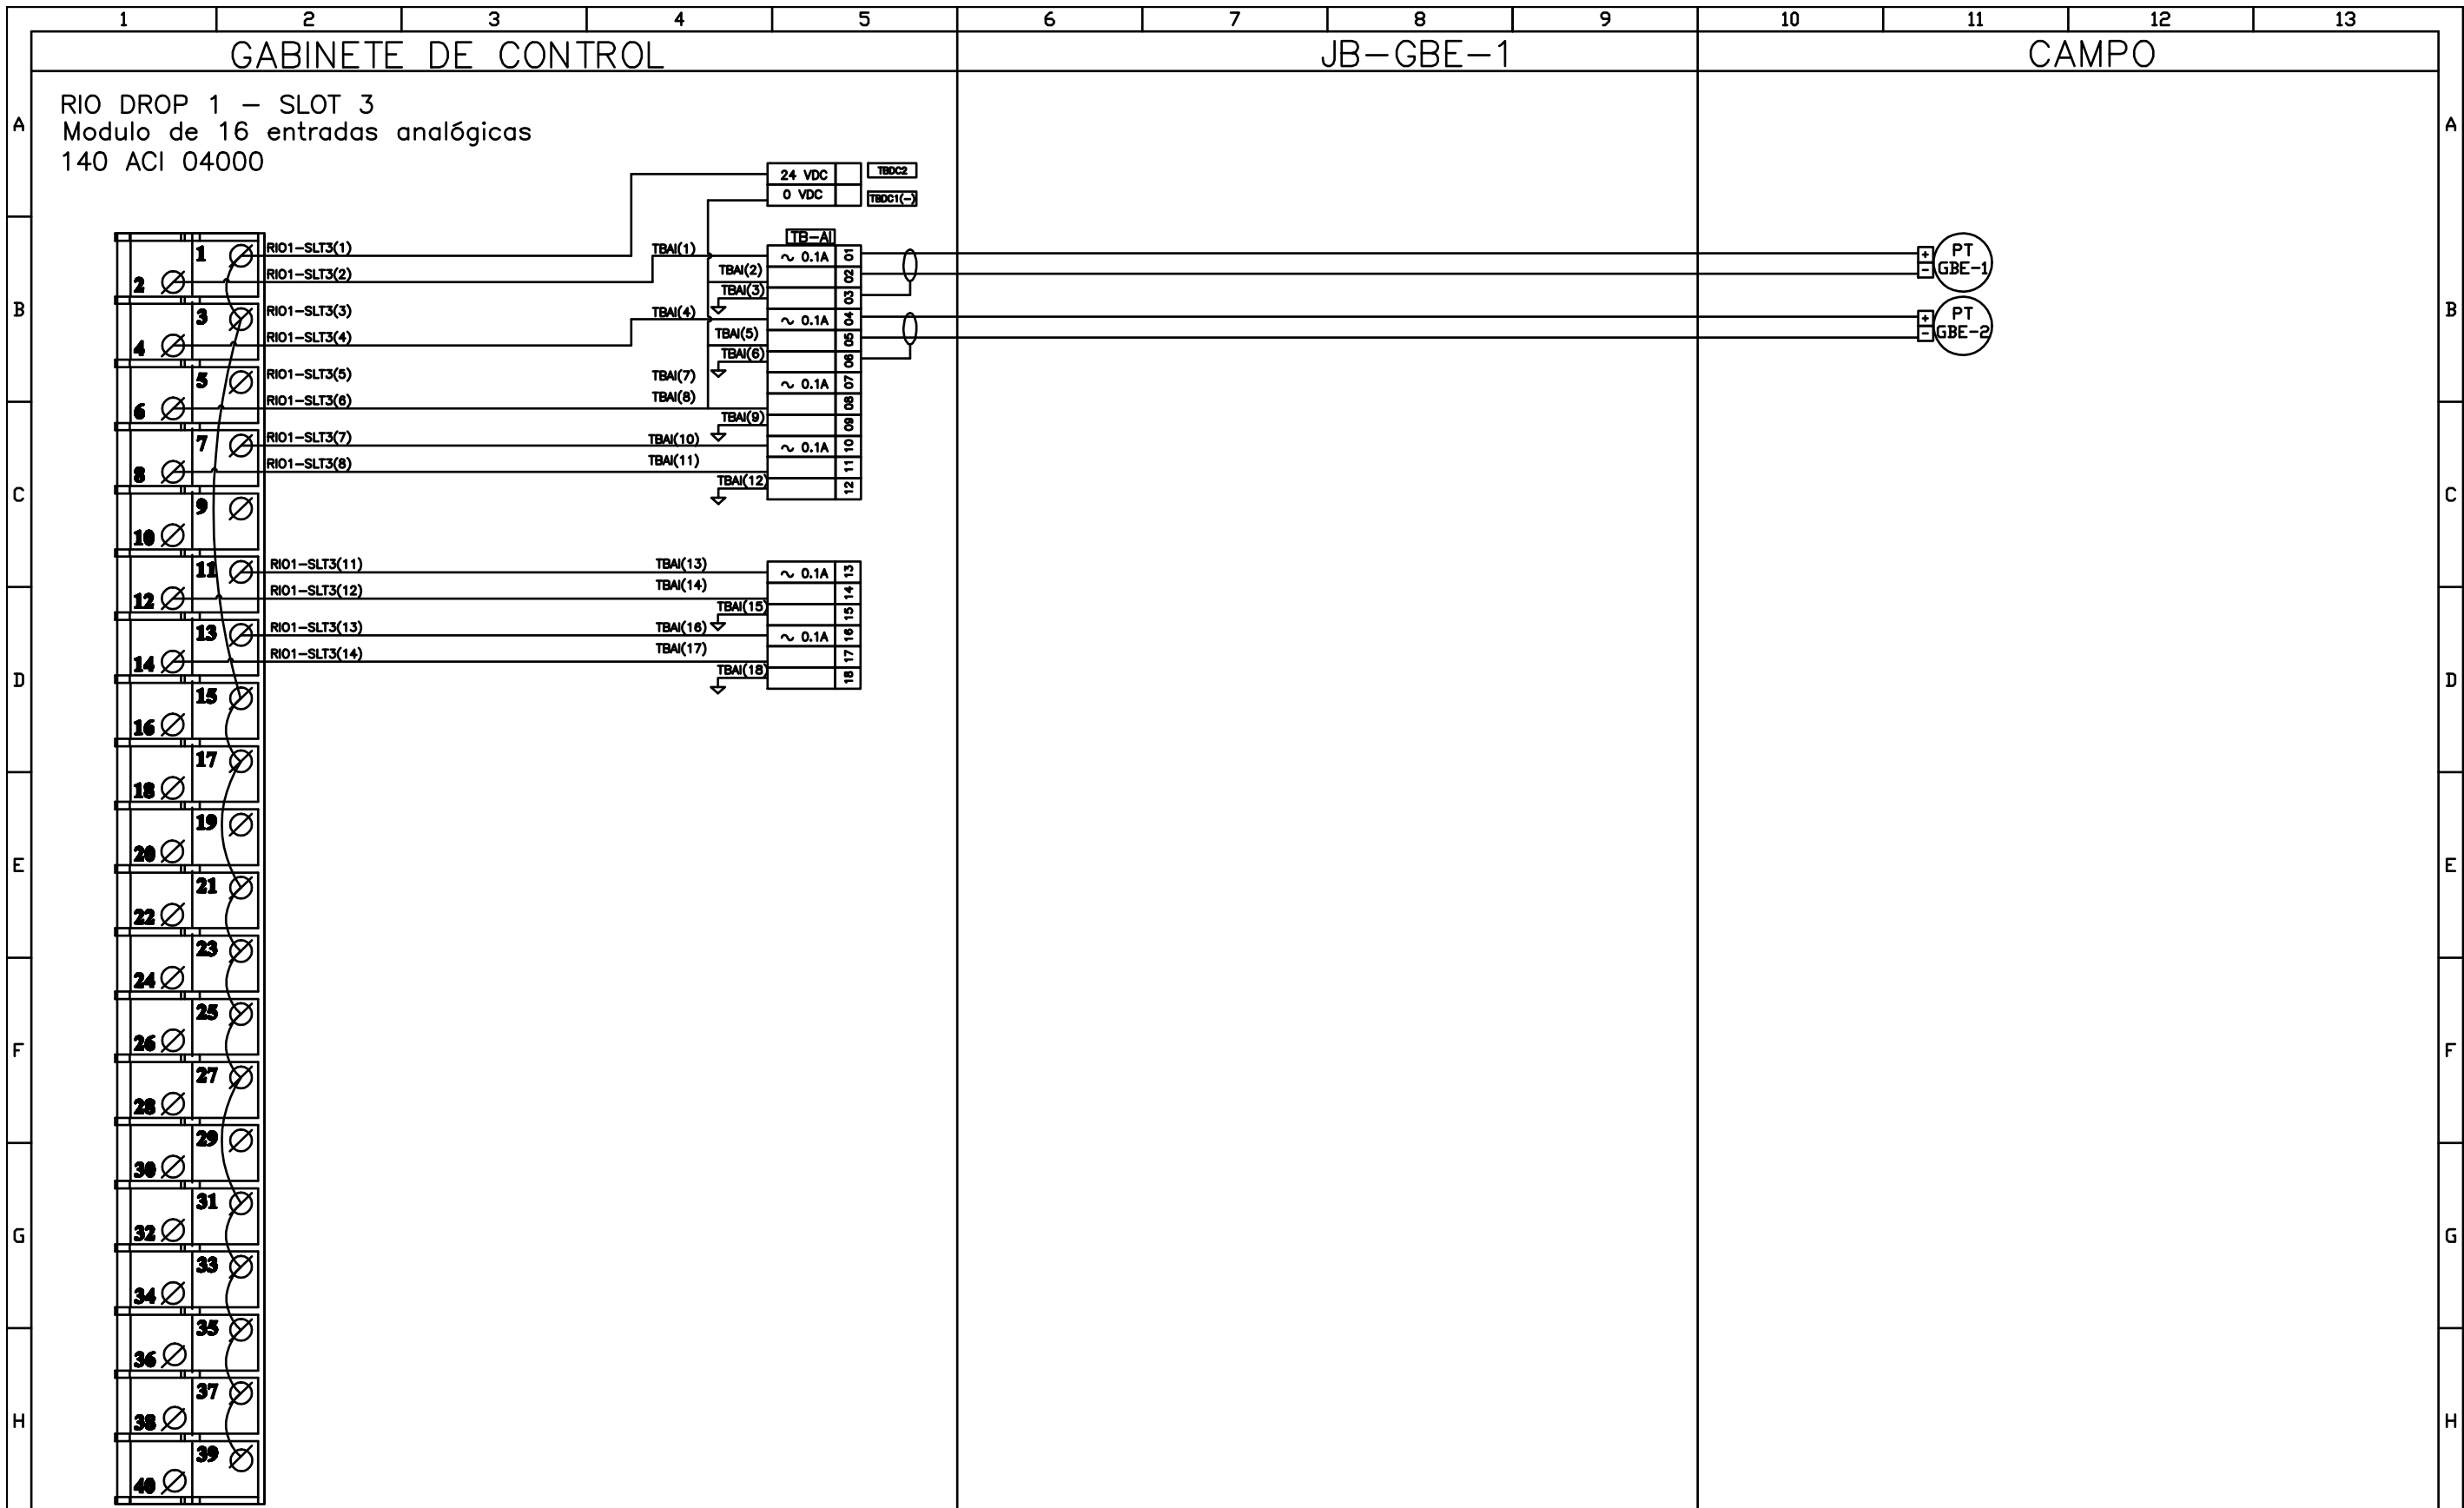 1 2 3 4 5 6 7 8 9 10 11 12 13
GABINETE DE CONTROL JB-GBE-1 CAMPO
RIO DROP 1 - SLOT 3
Modulo de 16 entradas analógicas
140 ACI 04000
A A
B B
C C
D D
E E
F F
G G
H H
24 VDC TBDC2
0 VDC TBDC1(-)
TB-AI
1 RIO1-SLT3(1) TBAI(1) ~ 0.1A 01
2 RIO1-SLT3(2) TBAI(2) 02
TBAI(3) 03
3 RIO1-SLT3(3) TBAI(4) ~ 0.1A 04
4 RIO1-SLT3(4) TBAI(5) 05
TBAI(6) 06
5 RIO1-SLT3(5) TBAI(7) ~ 0.1A 07
6 RIO1-SLT3(6) TBAI(8) 08
TBAI(9) 09
7 RIO1-SLT3(7) TBAI(10) ~ 0.1A 10
8 RIO1-SLT3(8) TBAI(11) 11
TBAI(12) 12
9
10
11 RIO1-SLT3(11) TBAI(13) ~ 0.1A 13
12 RIO1-SLT3(12) TBAI(14) 14
TBAI(15) 15
13 RIO1-SLT3(13) TBAI(16) ~ 0.1A 16
14 RIO1-SLT3(14) TBAI(17) 17
TBAI(18) 18
15
16
17
18
19
20
21
22
23
24
25
26
27
28
29
30
31
32
33
34
35
36
37
38
39
40
+ PT
- GBE-1
+ PT
- GBE-2